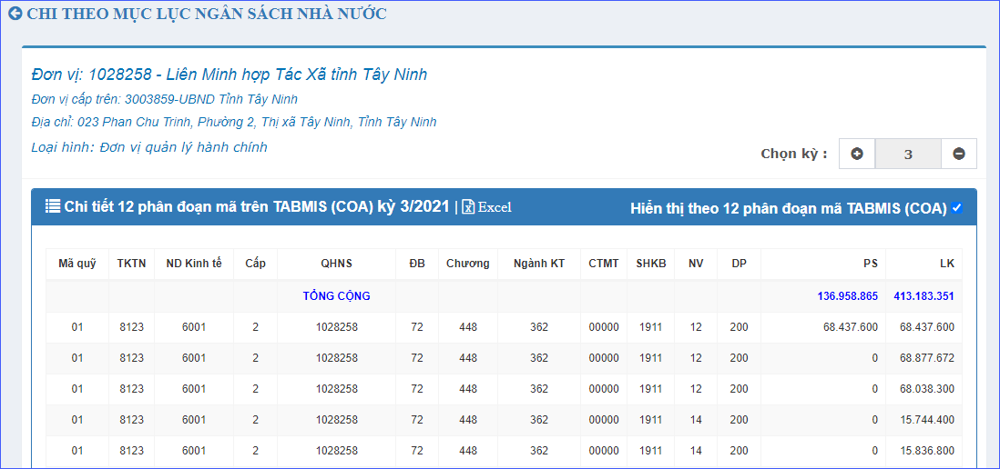 CHI THEO MỤC LỤC NGÂN SÁCH NHÀ NƯỚC
Đơn vị: 1028258 - Liên Minh hợp Tác Xã tỉnh Tây Ninh
Đơn vị cấp trên: 3003859-UBND Tỉnh Tây Ninh
Địa chỉ: 023 Phan Chu Trinh, Phường 2, Thị xã Tây Ninh, Tỉnh Tây Ninh
Loại hình: Đơn vị quản lý hành chính
Chọn kỳ : 3
Chi tiết 12 phân đoạn mã trên TABMIS (COA) kỳ 3/2021 | Excel Hiển thị theo 12 phân đoạn mã TABMIS (COA)
Mã quỹ TKTN ND Kinh tế Cấp QHNS ĐB Chương Ngành KT CTMT SHKB NV DP PS LK
TỔNG CỘNG 136.958.865 413.183.351
01 8123 6001 2 1028258 72 448 362 00000 1911 12 200 68.437.600 68.437.600
01 8123 6001 2 1028258 72 448 362 00000 1911 12 200 0 68.877.672
01 8123 6001 2 1028258 72 448 362 00000 1911 12 200 0 68.038.300
01 8123 6001 2 1028258 72 448 362 00000 1911 14 200 0 15.744.400
01 8123 6001 2 1028258 72 448 362 00000 1911 14 200 0 15.836.800